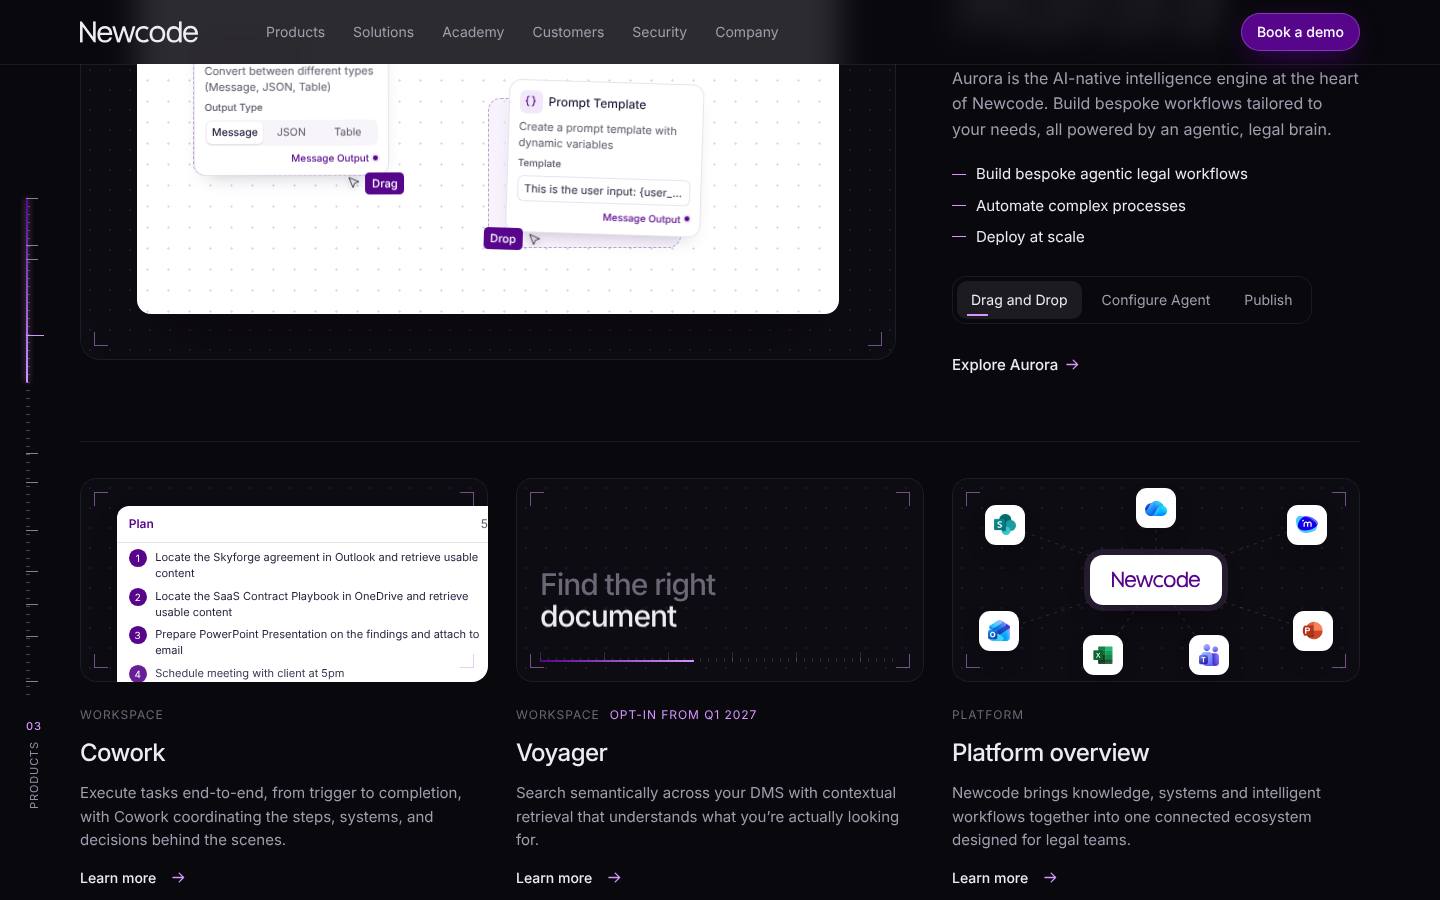 Newcode
Products
Solutions
Academy
Customers
Security
Company
Book a demo
Convert between different types
(Message, JSON, Table)
Output Type
Message
JSON
Table
Message Output
Drag
Prompt Template
Create a prompt template with
dynamic variables
Template
This is the user input: {user_...
Message Output
Drop
Aurora is the AI-native intelligence engine at the heart
of Newcode. Build bespoke workflows tailored to
your needs, all powered by an agentic, legal brain.
Build bespoke agentic legal workflows
Automate complex processes
Deploy at scale
Drag and Drop
Configure Agent
Publish
Explore Aurora
Plan
5
1 Locate the Skyforge agreement in Outlook and retrieve usable
content
2 Locate the SaaS Contract Playbook in OneDrive and retrieve
usable content
3 Prepare PowerPoint Presentation on the findings and attach to
email
4 Schedule meeting with client at 5pm
Find the right
document
Newcode
03
PRODUCTS
WORKSPACE
Cowork
Execute tasks end-to-end, from trigger to completion,
with Cowork coordinating the steps, systems, and
decisions behind the scenes.
Learn more
WORKSPACE OPT-IN FROM Q1 2027
Voyager
Search semantically across your DMS with contextual
retrieval that understands what you're actually looking
for.
Learn more
PLATFORM
Platform overview
Newcode brings knowledge, systems and intelligent
workflows together into one connected ecosystem
designed for legal teams.
Learn more